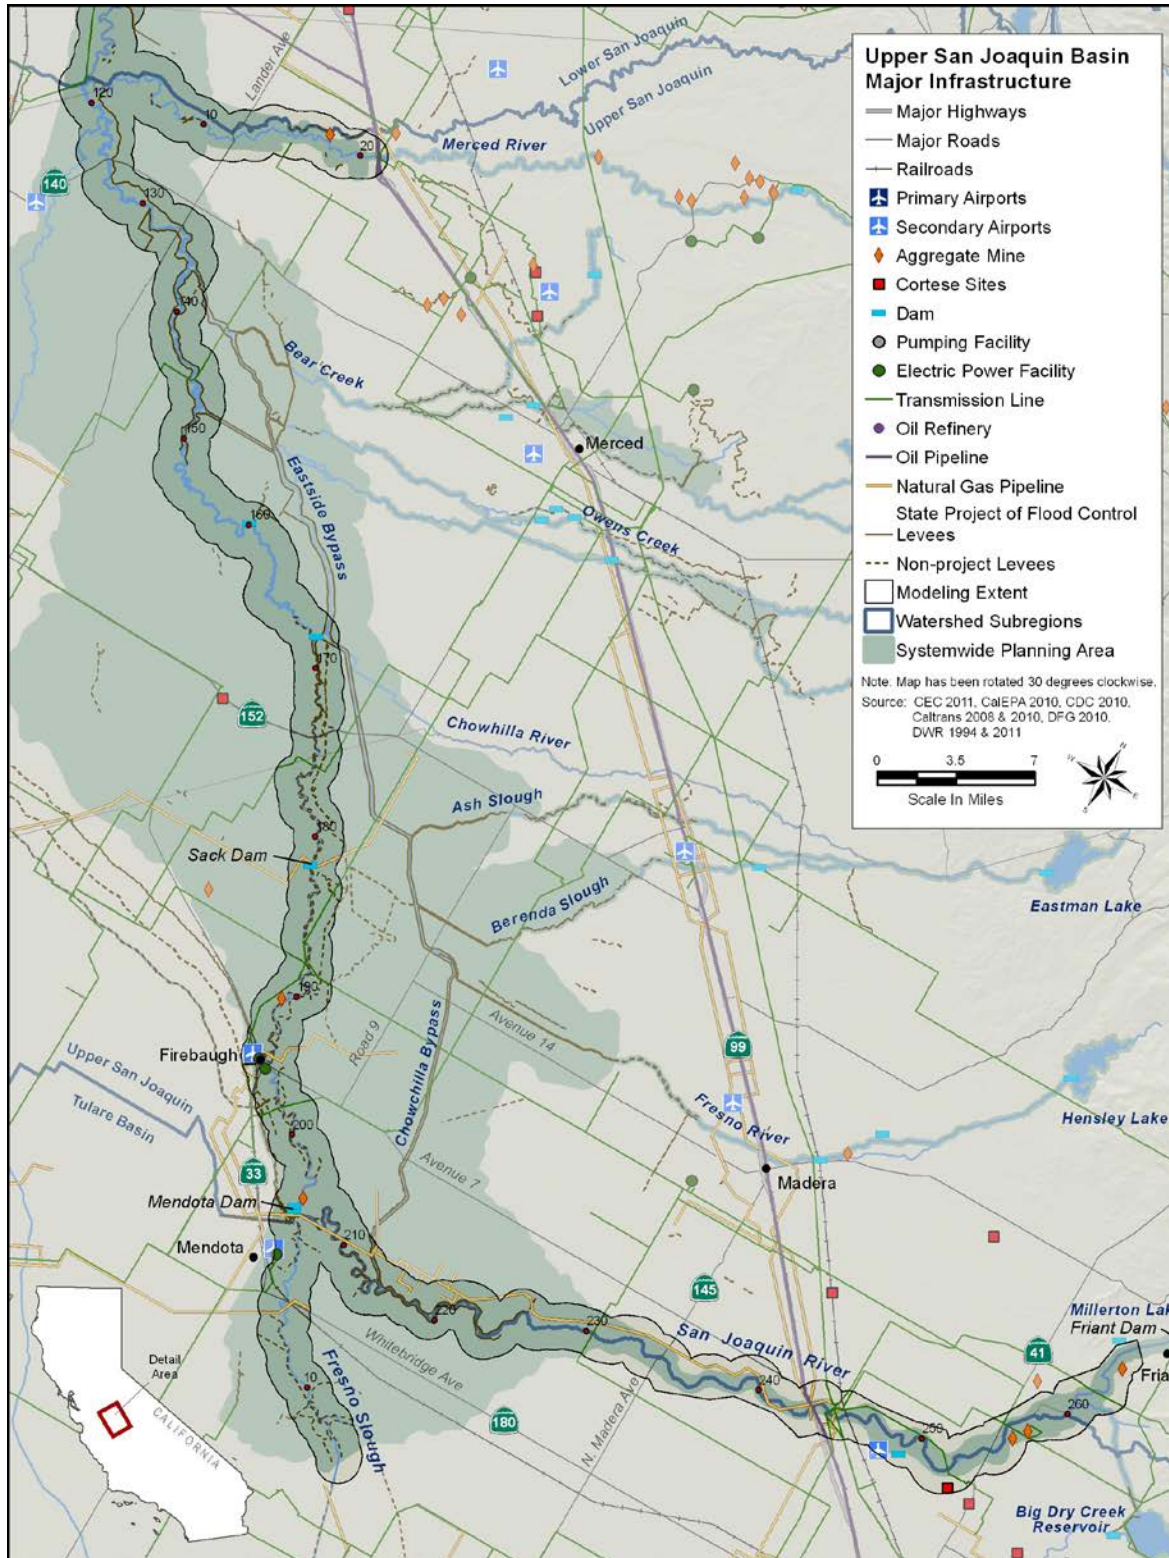 Upper San Joaquin Basin
Major Infrastructure
Major Highways
Major Roads
Railroads
Primary Airports
Secondary Airports
Aggregate Mine
Cortese Sites
Dam
Pumping Facility
Electric Power Facility
Transmission Line
Oil Refinery
Oil Pipeline
Natural Gas Pipeline
State Project of Flood Control
Levees
Non-project Levees
Modeling Extent
Watershed Subregions
Systemwide Planning Area
Note: Map has been rotated 30 degrees clockwise.
Source: CEC 2011, CalEPA 2010, CDC 2010,
Caltrans 2008 & 2010, DFG 2010,
DWR 1994 & 2011
0 3.5 7
Scale In Miles
N
E
S
W
Lander Ave
Lower San Joaquin
Upper San Joaquin
120
10
20
Merced River
140
130
140
Bear Creek
150
Merced
Eastside Bypass
160
Owens Creek
170
152
Chowhilla River
Ash Slough
180
Sack Dam
Berenda Slough
Eastman Lake
190
Avenue 14
Road 9
Chowchilla Bypass
99
Firebaugh
Upper San Joaquin
Tulare Basin
Fresno River
Hensley Lake
200
Avenue 7
33
Madera
Mendota Dam
Mendota
210
145
220
230
San Joaquin River
Millerton Lak
Friant Dam
41
Fria
Whitebridge Ave
240
250
260
Detail
Area
CALIFORNIA
10
Fresno Slough
180
N. Madera Ave
Big Dry Creek
Reservoir